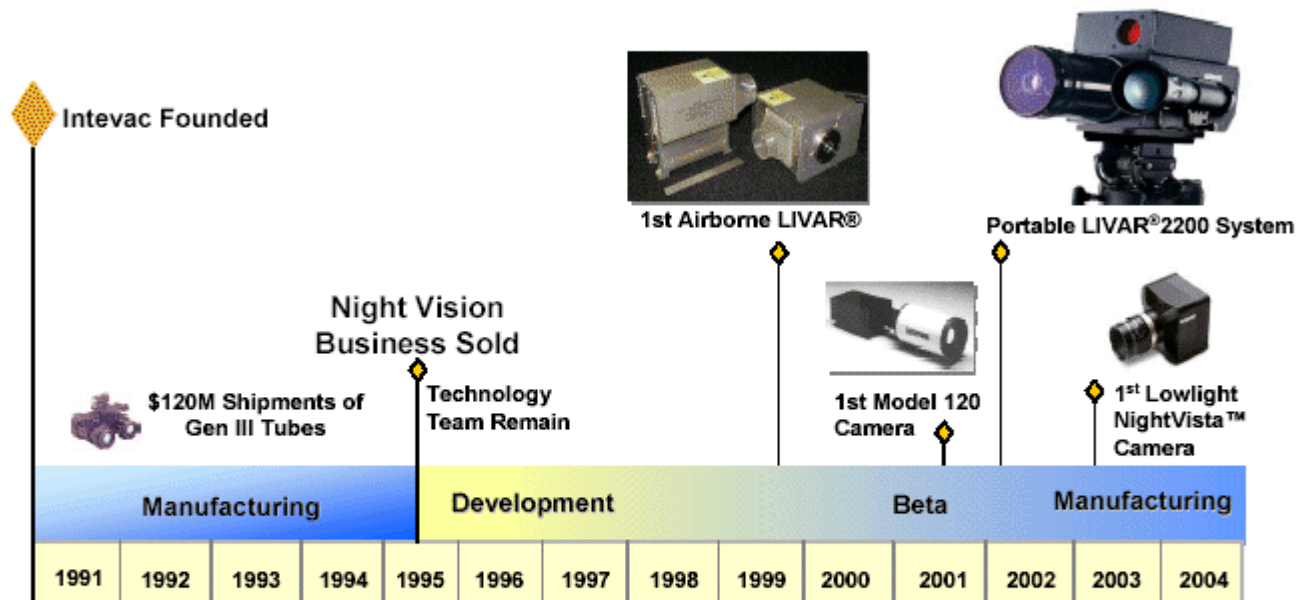 Intevac Founded
1st Airborne LIVAR®
Portable LIVAR®2200 System
Night Vision
Business Sold
$120M Shipments of
Gen III Tubes
Technology
Team Remain
1st Model 120
Camera
1st Lowlight
NightVista™
Camera
Manufacturing
Development
Beta
Manufacturing
1991 1992 1993 1994 1995 1996 1997 1998 1999 2000 2001 2002 2003 2004